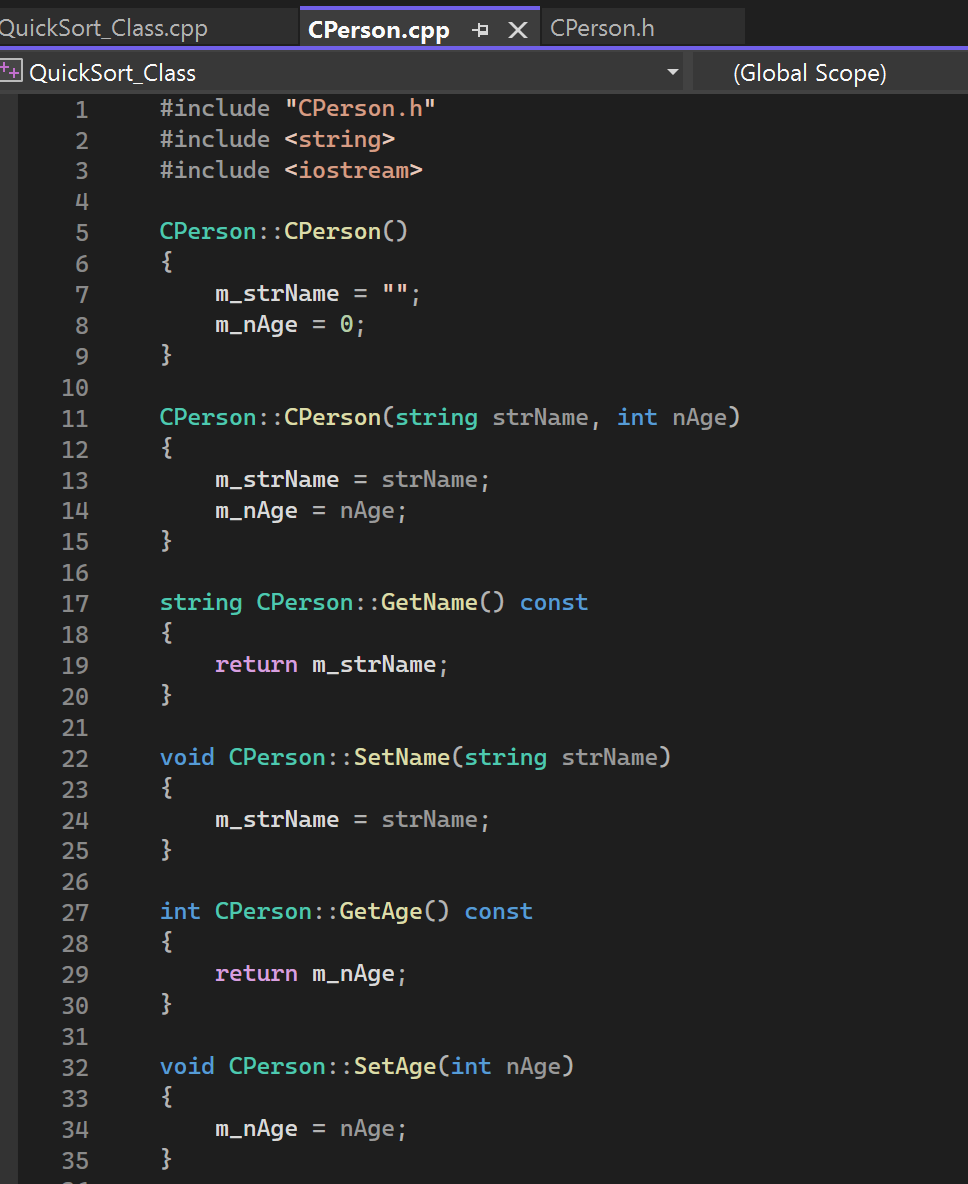 QuickSort_Class.cpp CPerson.cpp CPerson.h
QuickSort_Class (Global Scope)
1 #include "CPerson.h"
2 #include <string>
3 #include <iostream>
4
5 CPerson::CPerson()
6 {
7 m_strName = "";
8 m_nAge = 0;
9 }
10
11 CPerson::CPerson(string strName, int nAge)
12 {
13 m_strName = strName;
14 m_nAge = nAge;
15 }
16
17 string CPerson::GetName() const
18 {
19 return m_strName;
20 }
21
22 void CPerson::SetName(string strName)
23 {
24 m_strName = strName;
25 }
26
27 int CPerson::GetAge() const
28 {
29 return m_nAge;
30 }
31
32 void CPerson::SetAge(int nAge)
33 {
34 m_nAge = nAge;
35 }